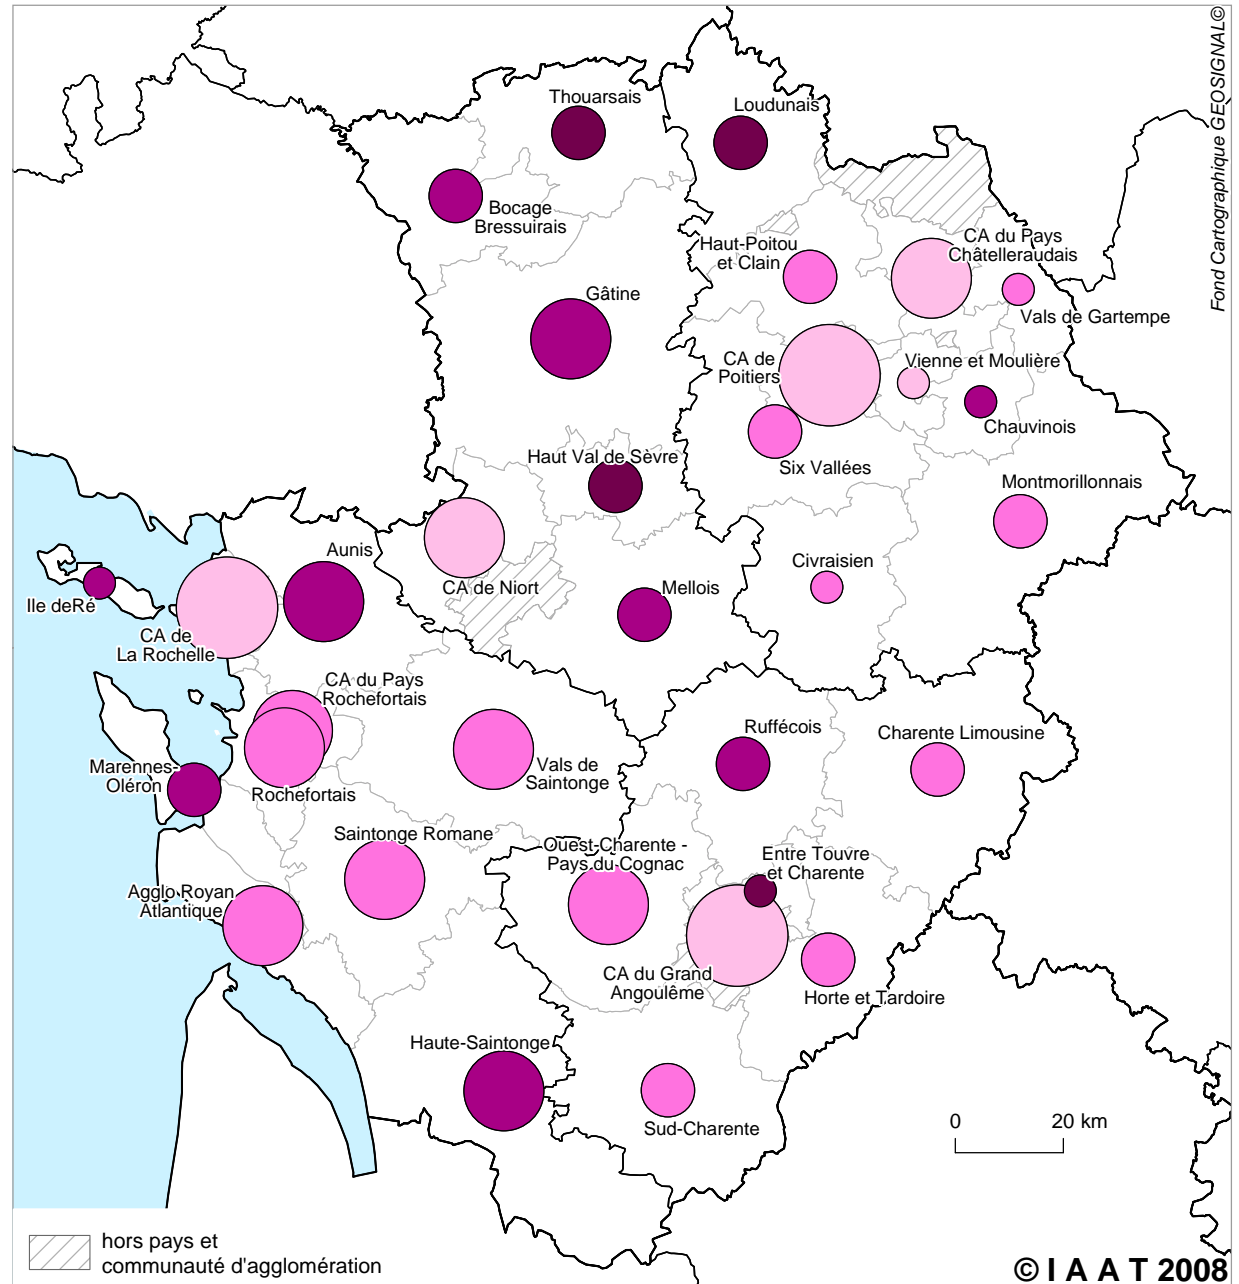 Fond Cartographique GEOSIGNAL©
Thouarsais
Loudunais
Bocage
Bressuirais
Haut-Poitou
et Clain
CA du Pays
Châtelleraudais
Vals de Gartempe
Gâtine
CA de
Poitiers
Vienne et Moulière
Chauvinois
Haut Val de Sèvre
Six Vallées
Montmorillonnais
Aunis
CA de Niort
Civraisien
Mellois
Ile deRé
CA de
La Rochelle
CA du Pays
Rochefortais
Marennes-
Oléron
Rochefortais
Vals de
Saintonge
Ruffécois
Charente Limousine
Saintonge Romane
Ouest-Charente -
Pays du Cognac
Entre Touvre
et Charente
Agglo Royan
Atlantique
CA du Grand
Angoulême
Horte et Tardoire
Haute-Saintonge
Sud-Charente
0 20 km
hors pays et
communauté d'agglomération
© I A A T 2008